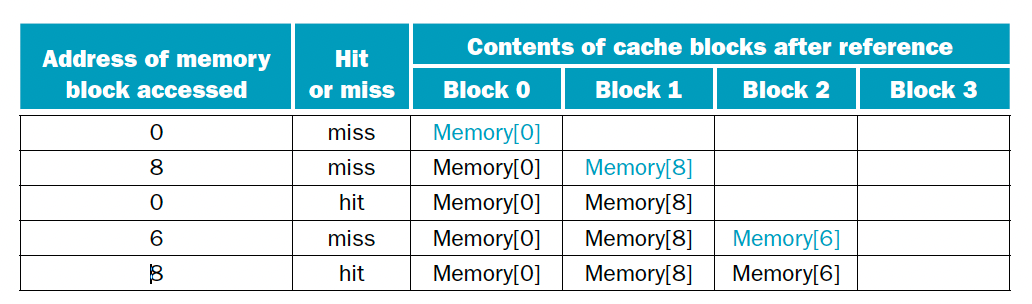 Address of memory block accessed | Hit or miss | Contents of cache blocks after reference
Block 0 | Block 1 | Block 2 | Block 3
0 | miss | Memory[0] | | |
8 | miss | Memory[0] | Memory[8] | |
0 | hit | Memory[0] | Memory[8] | |
6 | miss | Memory[0] | Memory[8] | Memory[6] |
8 | hit | Memory[0] | Memory[8] | Memory[6] |